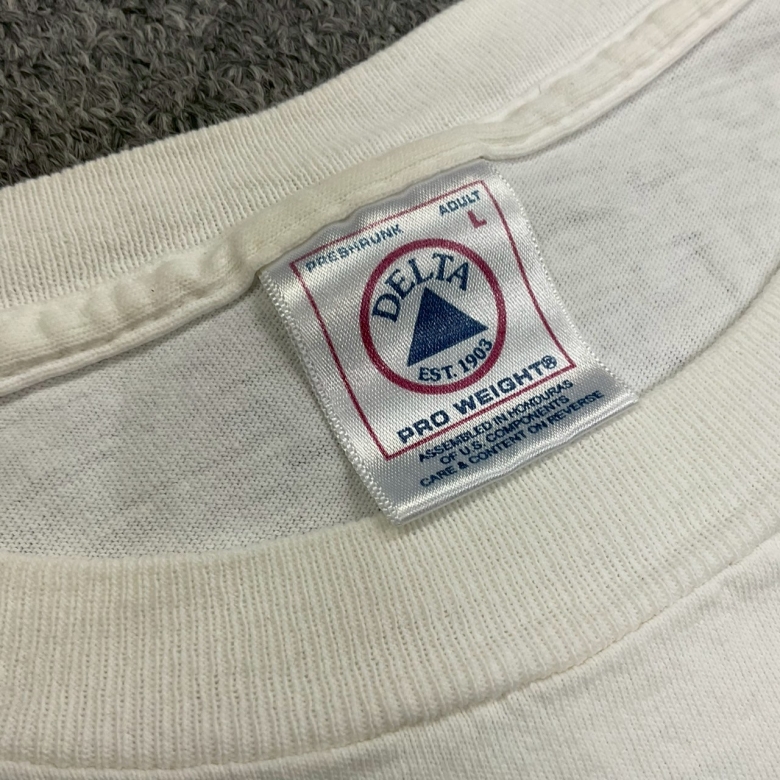 PRESHRUNK ADULT
L
DELTA
EST. 1903
PRO WEIGHT®
ASSEMBLED IN HONDURAS
OF U.S. COMPONENTS
CARE & CONTENT ON REVERSE